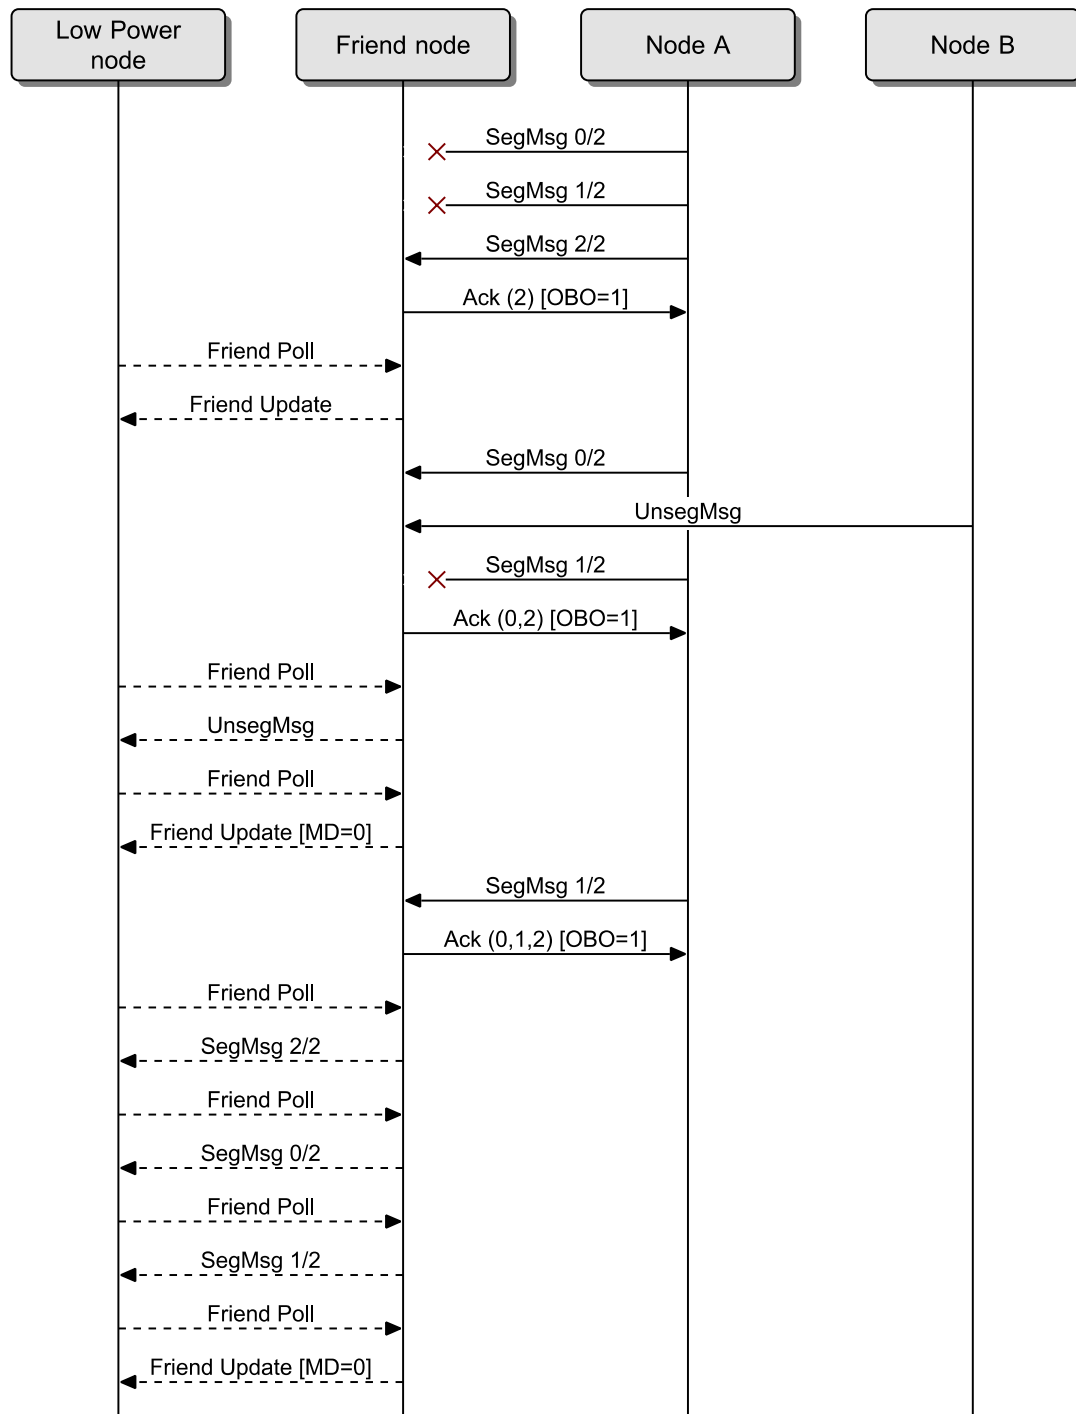 Low Power
node
Friend node
Node A
Node B
SegMsg 0/2
SegMsg 1/2
SegMsg 2/2
Ack (2) [OBO=1]
Friend Poll
Friend Update
SegMsg 0/2
UnsegMsg
SegMsg 1/2
Ack (0,2) [OBO=1]
Friend Poll
UnsegMsg
Friend Poll
Friend Update [MD=0]
SegMsg 1/2
Ack (0,1,2) [OBO=1]
Friend Poll
SegMsg 2/2
Friend Poll
SegMsg 0/2
Friend Poll
SegMsg 1/2
Friend Poll
Friend Update [MD=0]